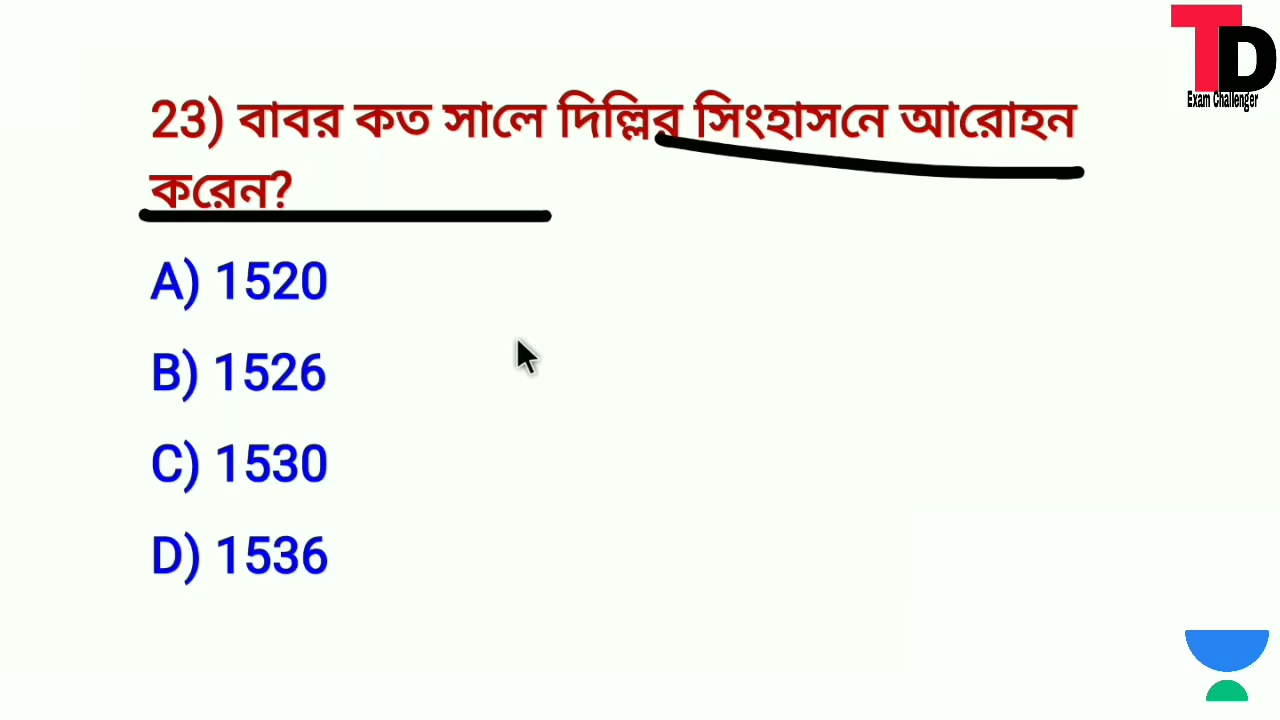 TD
Exam Challenger
23) বাবর কত সালে দিল্লির সিংহাসনে আরোহন
করেন?
A) 1520
B) 1526
C) 1530
D) 1536